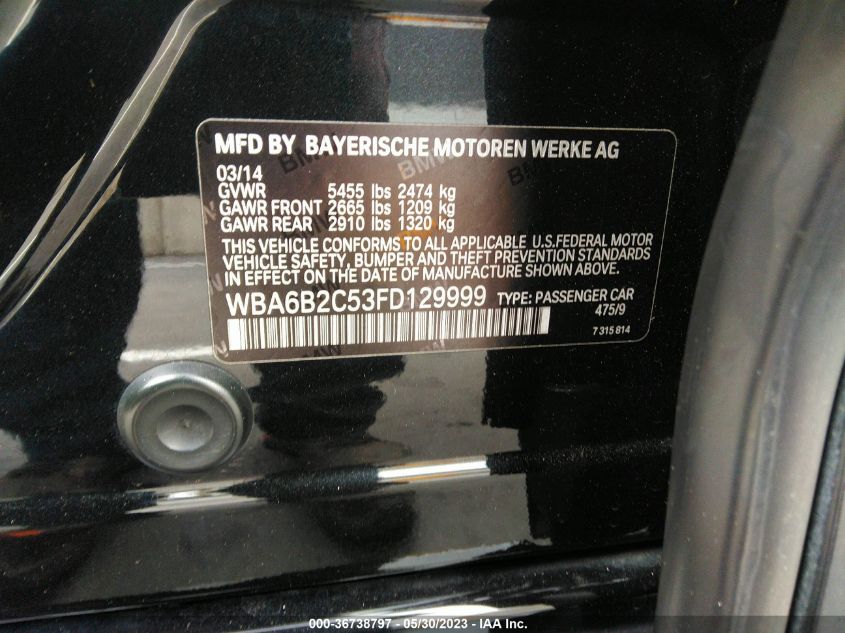 MFD BY BAYERISCHE MOTOREN WERKE AG
03/14
GVWR 5455 lbs 2474 kg
GAWR FRONT 2665 lbs 1209 kg
GAWR REAR 2910 lbs 1320 kg
THIS VEHICLE CONFORMS TO ALL APPLICABLE U.S.FEDERAL MOTOR
VEHICLE SAFETY, BUMPER AND THEFT PREVENTION STANDARDS
IN EFFECT ON THE DATE OF MANUFACTURE SHOWN ABOVE.
WBA6B2C53FD129999 TYPE: PASSENGER CAR
475/9
7 315 814
000-36738797 - 05/30/2023 - IAA Inc.